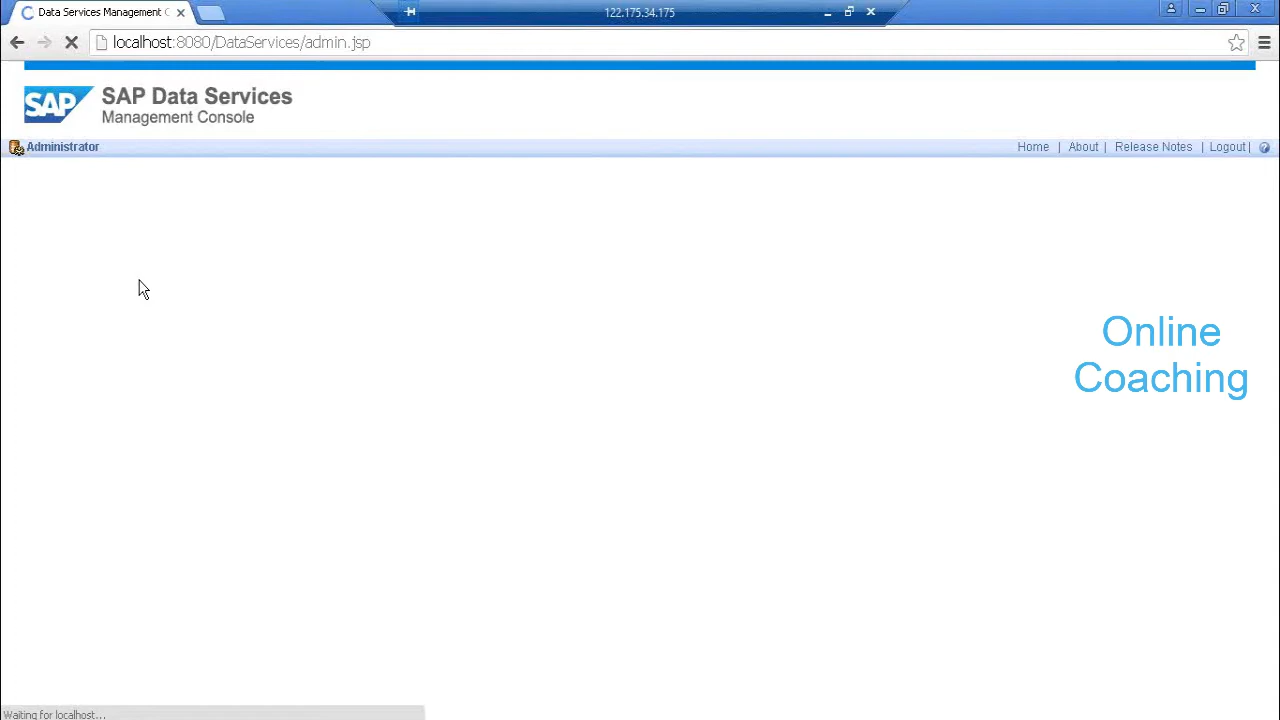 Data Services Management C
122.175.34.175
localhost:8080/DataServices/admin.jsp
SAP
SAP Data Services
Management Console
Administrator
Home | About | Release Notes | Logout |
Online
Coaching
Waiting for localhost...